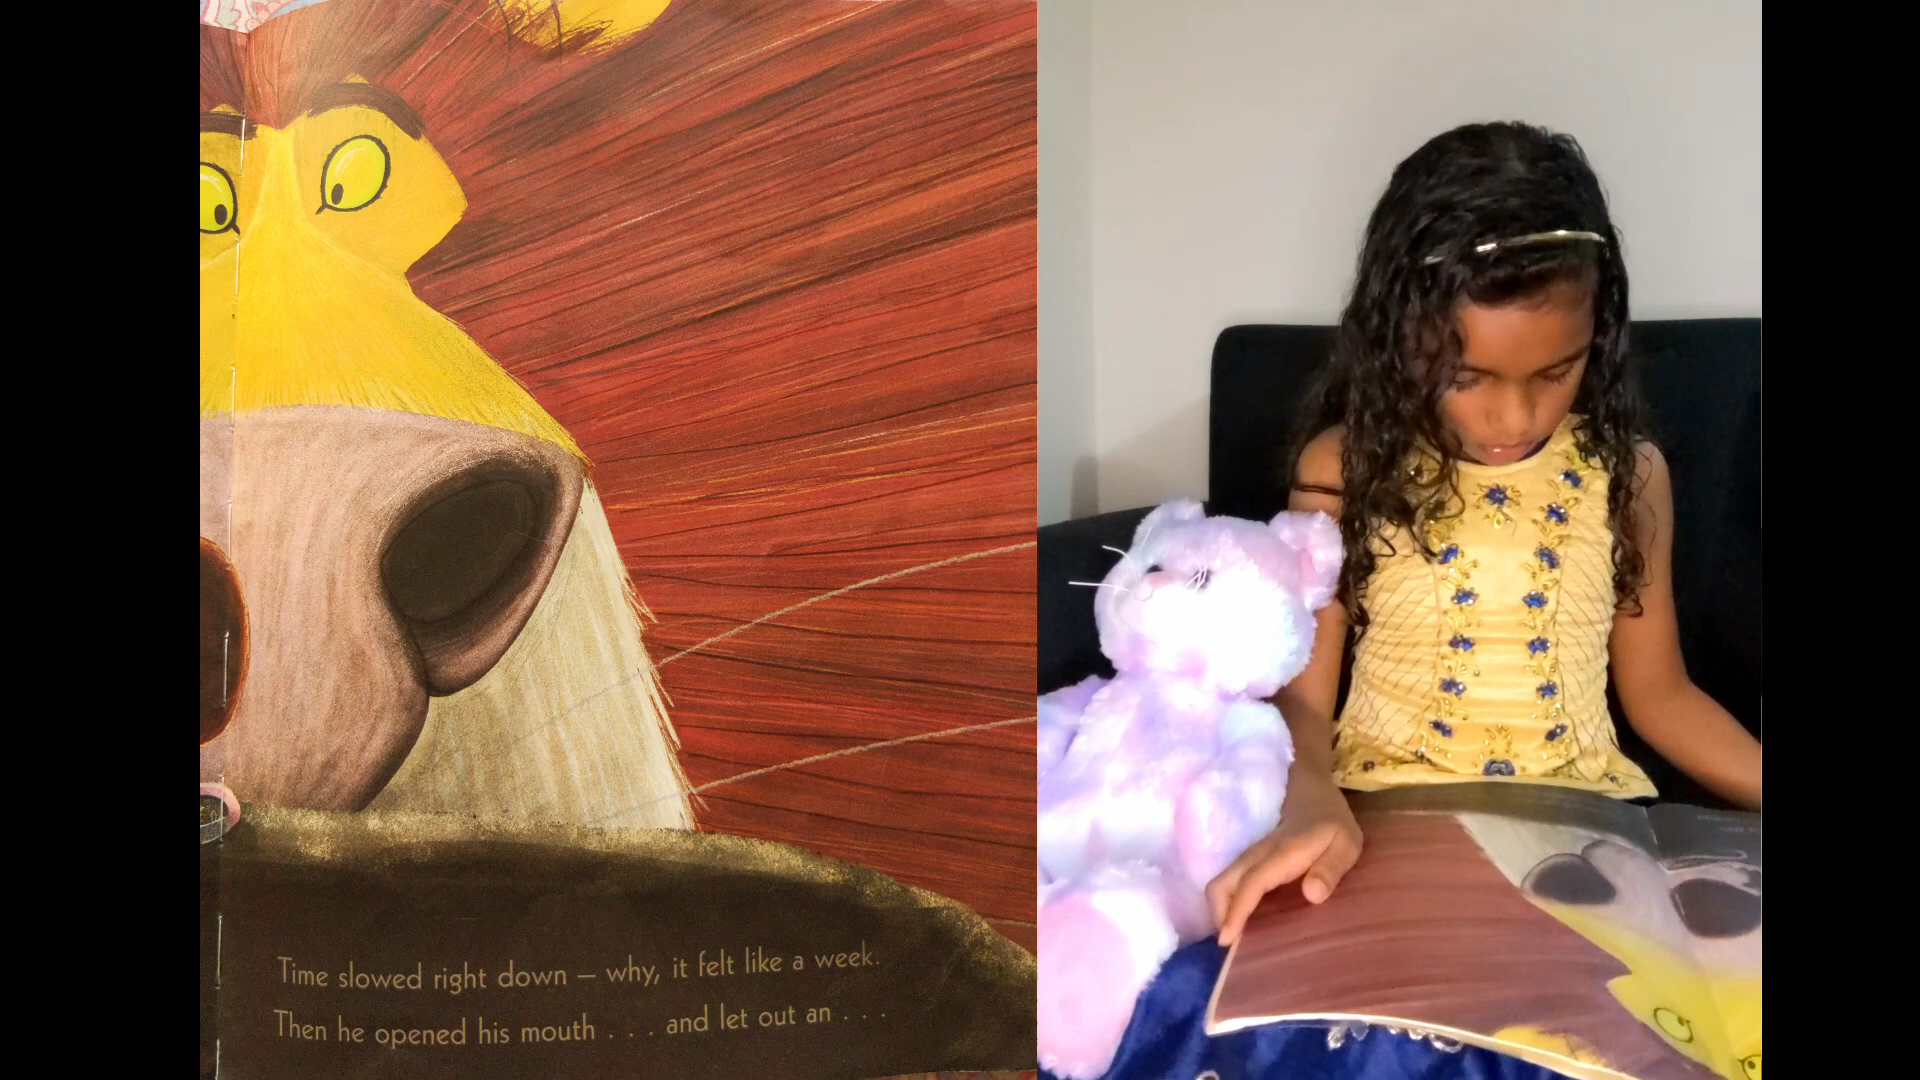 Time slowed right down – why, it felt like a week.
Then he opened his mouth . . . and let out an . . .